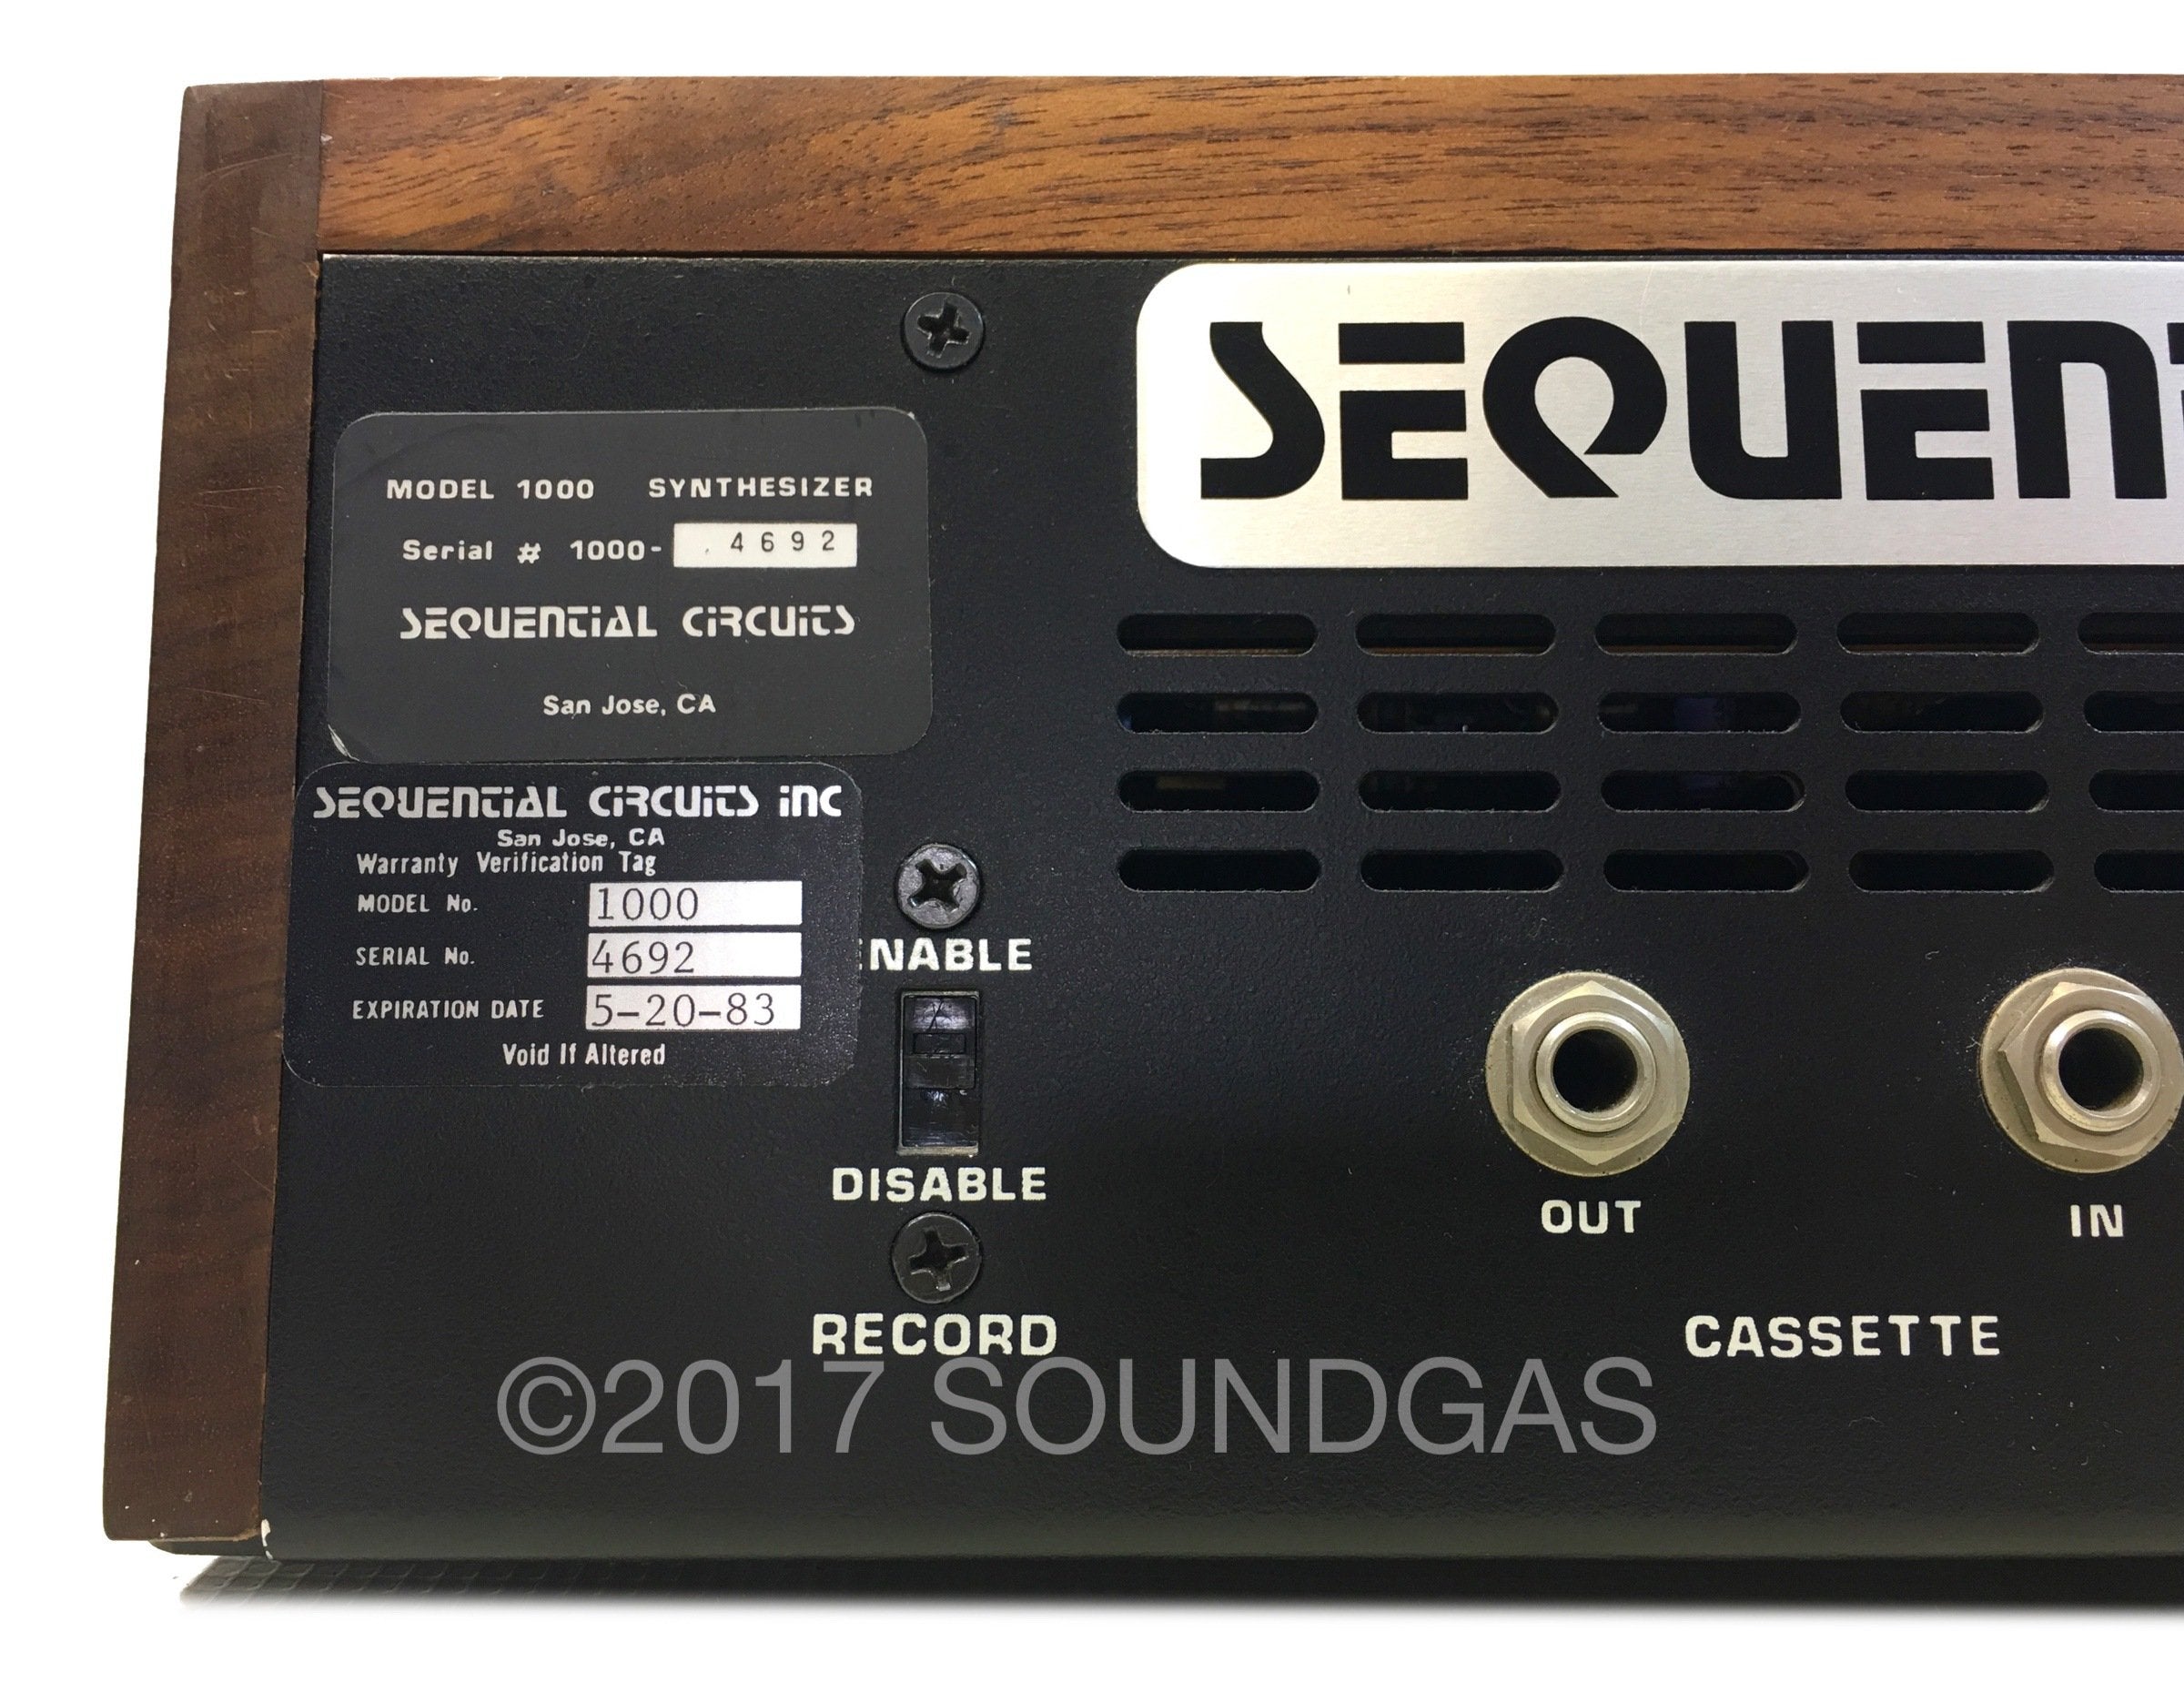 SEQUEN
MODEL 1000 SYNTHESIZER
Serial # 1000- 4692
SEQUENTIAL CIRCUITS
San Jose, CA
SEQUENTIAL CIRCUITS INC
San Jose, CA
Warranty Verification Tag
MODEL No. 1000
SERIAL No. 4692
EXPIRATION DATE 5-20-83
Void If Altered
NABLE
DISABLE
RECORD
OUT
IN
CASSETTE
©2017 SOUNDGAS